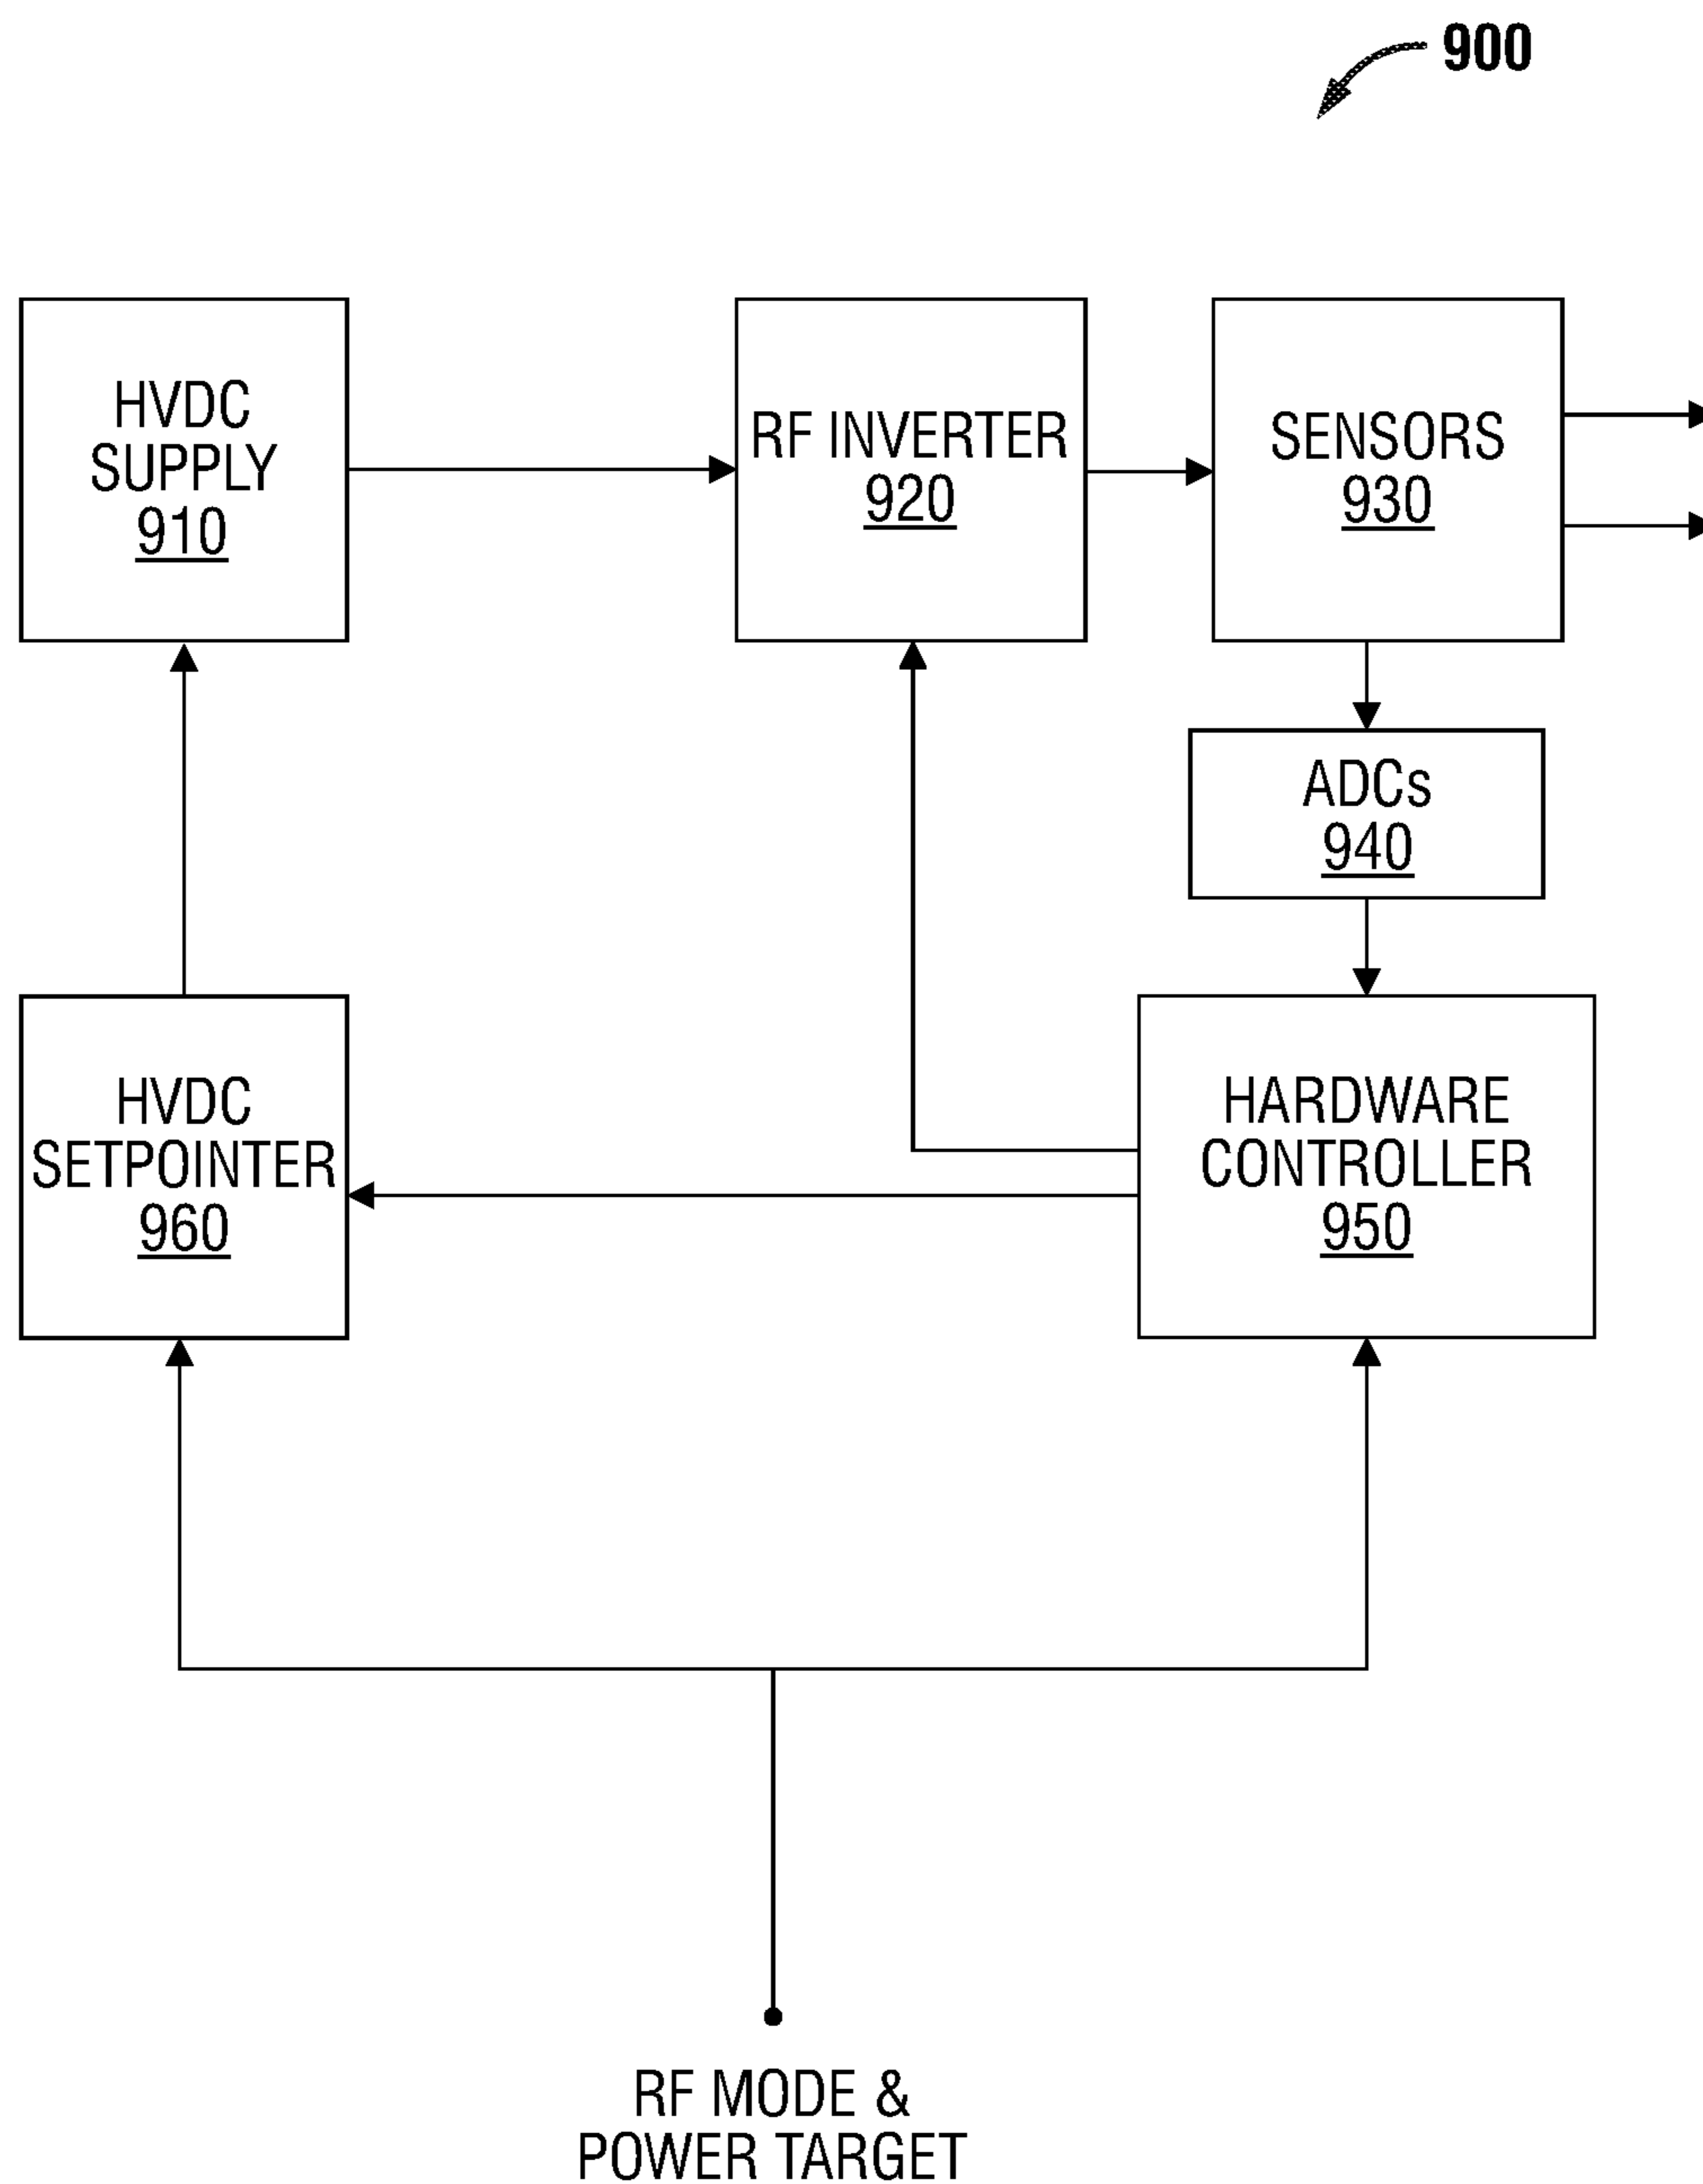 900
HVDC
SUPPLY
910
RF INVERTER
920
SENSORS
930
ADCs
940
HVDC
SETPOINTER
960
HARDWARE
CONTROLLER
950
RF MODE &
POWER TARGET